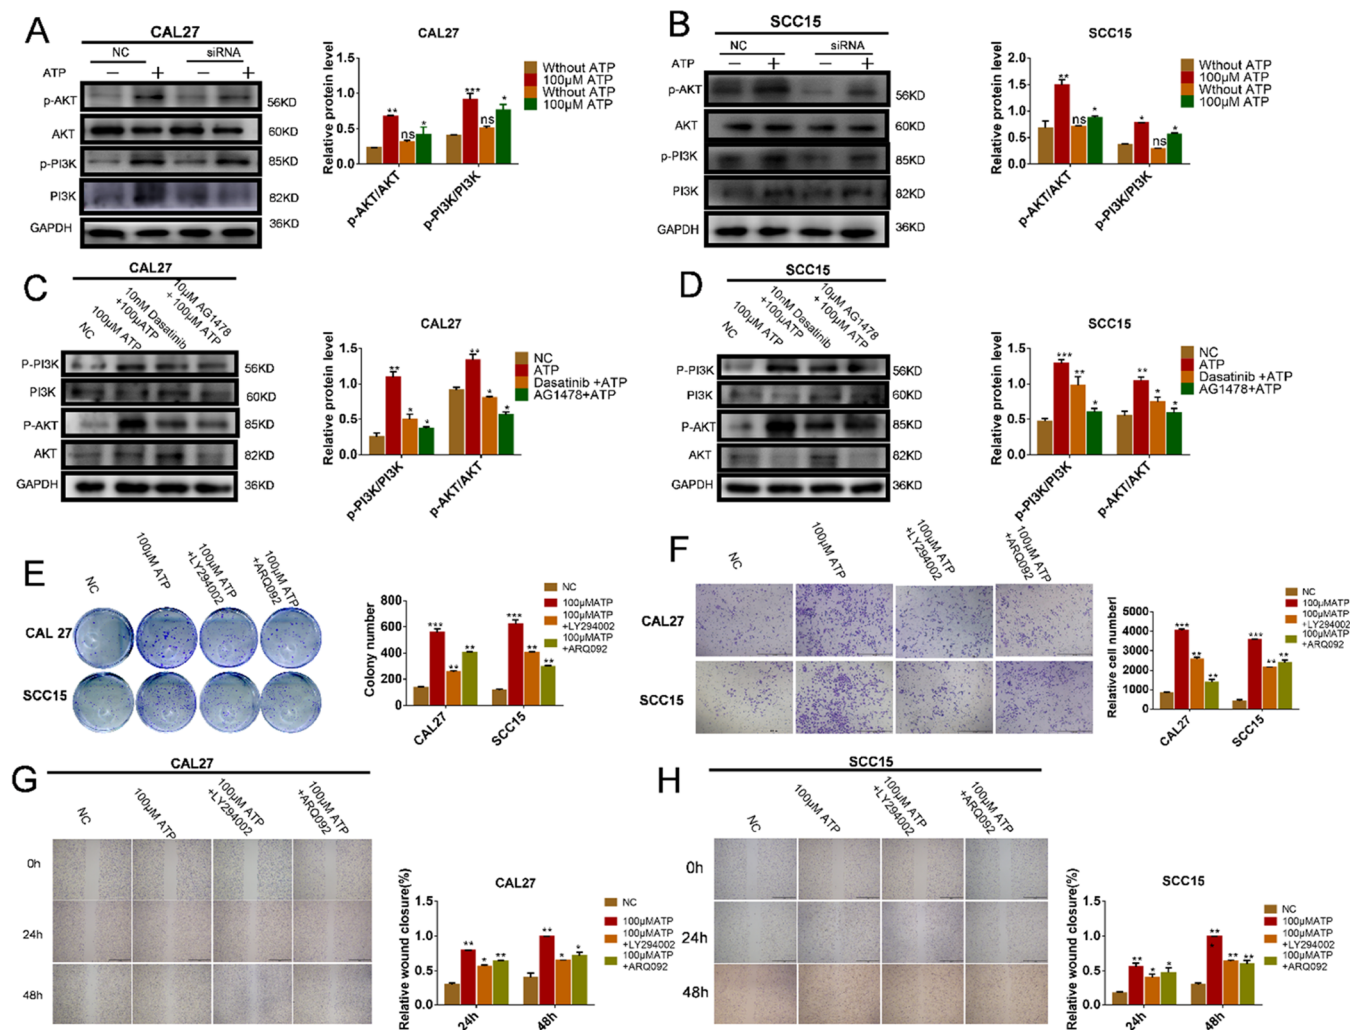 A
CAL27
NC siRNA
ATP − + − +
p-AKT 56KD
AKT 60KD
p-PI3K 85KD
PI3K 82KD
GAPDH 36KD
CAL27
Relative protein level
1.5
1.0
0.5
0.0
** ns * *** ns *
p-AKT/AKT
p-PI3K/PI3K
Wthout ATP
100μM ATP
Wthout ATP
100μM ATP
B
SCC15
NC siRNA
ATP − + − +
p-AKT 56KD
AKT 60KD
p-PI3K 85KD
PI3K 82KD
GAPDH 36KD
SCC15
Relative protein level
2.0
1.5
1.0
0.5
0.0
** ns * * ns *
p-AKT/AKT
p-PI3K/PI3K
Wthout ATP
100μM ATP
Wthout ATP
100μM ATP
C
CAL27
NC
100μM ATP
10nM Dasatinib
+100μATP
10μM AG1478
+ 100μM ATP
P-PI3K 56KD
PI3K 60KD
P-AKT 85KD
AKT 82KD
GAPDH 36KD
CAL27
Relative protein level
1.5
1.0
0.5
0.0
** * * ** * *
p-PI3K/PI3K
p-AKT/AKT
NC
ATP
Dasatinib +ATP
AG1478+ATP
D
SCC15
NC
100μM ATP
10nM Dasatinib
+100μATP
10μM AG1478
+ 100μM ATP
P-PI3K 56KD
PI3K 60KD
P-AKT 85KD
AKT 82KD
GAPDH 36KD
SCC15
Relative protein level
1.5
1.0
0.5
0.0
*** ** * ** * *
p-PI3K/PI3K
p-AKT/AKT
NC
ATP
Dasatinib +ATP
AG1478+ATP
E
NC
100μM ATP
100μM ATP
+LY294002
100μM ATP
+ARQ092
CAL 27
SCC15
Colony number
800
600
400
200
0
*** ** ** *** ** **
CAL27
SCC15
NC
100μMATP
100μMATP
+LY294002
100μMATP
+ARQ092
F
NC
100μM ATP
100μM ATP
+LY294002
100μM ATP
+ARQ092
CAL27
SCC15
Relative cell numberl
5000
4000
3000
2000
1000
0
*** ** ** *** ** **
CAL27
SCC15
NC
100μMATP
100μMATP
+LY294002
100μMATP
+ARQ092
G
CAL27
NC
100μM ATP
100μM ATP
+LY294002
100μM ATP
+ARQ092
0h
24h
48h
CAL27
Relative wound closure(%)
1.5
1.0
0.5
0.0
** * ** ** * *
24h
48h
NC
100μMATP
100μMATP
+LY294002
100μMATP
+ARQ092
H
SCC15
NC
100μM ATP
100μM ATP
+LY294002
100μM ATP
+ARQ092
0h
24h
48h
SCC15
Relative wound closure(%)
1.5
1.0
0.5
0.0
** * * ** ** **
24h
48h
NC
100μMATP
100μMATP
+LY294002
100μMATP
+ARQ092